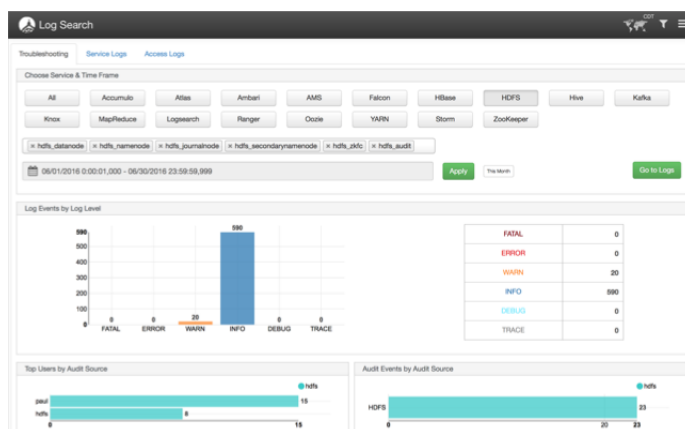 Log Search
CDT
Troubleshooting Service Logs Access Logs
Choose Service & Time Frame
All Accumulo Atlas Ambari AMS Falcon HBase HDFS Hive Kafka
Knox MapReduce Logsearch Ranger Oozie YARN Storm ZooKeeper
× hdfs_datanode × hdfs_namenode × hdfs_journalnode × hdfs_secondarynamenode × hdfs_zkfc × hdfs_audit
06/01/2016 0:00:01,000 - 06/30/2016 23:59:59,999 Apply This Month Go to Logs
Log Events by Log Level
590
500
400
300
200
100
0
0 0 20 590 0 0
FATAL ERROR WARN INFO DEBUG TRACE
FATAL 0
ERROR 0
WARN 20
INFO 590
DEBUG 0
TRACE 0
Top Users by Audit Source
hdfs
paul 15
hdfs 8
0 15
Audit Events by Audit Source
hdfs
HDFS 23
0 20 23